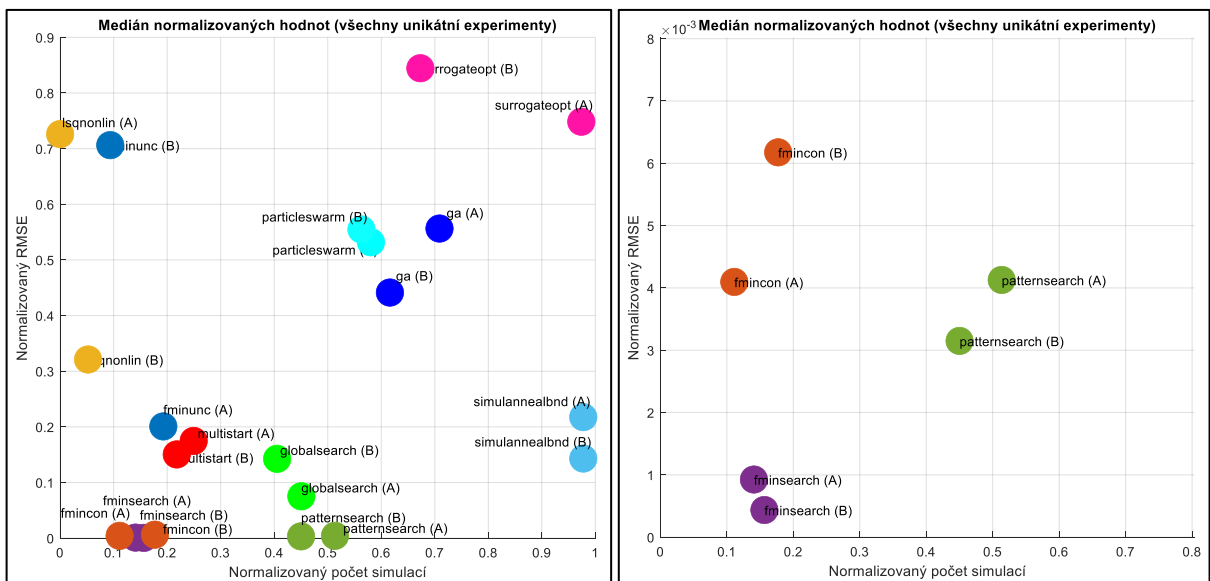 Medián normalizovaných hodnot (všechny unikátní experimenty)
0.9
0.8
0.7
0.6
0.5
0.4
0.3
0.2
0.1
0
Normalizovaný RMSE
rrogateopt (B)
surrogateopt (A)
lsqnonlin (A)
inunc (B)
particleswarm (B)
particleswarm
ga (A)
ga (B)
qnonlin (B)
simulannealbnd (A)
fminunc (A)
multistart (A)
ultistart (B)
globalsearch (B)
simulannealbnd (B)
globalsearch (A)
fminsearch (A)
fmincon (A)
fminsearch (B)
fmincon (B)
patternsearch (B)
patternsearch (A)
0 0.1 0.2 0.3 0.4 0.5 0.6 0.7 0.8 0.9 1
Normalizovaný počet simulací
×10-3
Medián normalizovaných hodnot (všechny unikátní experimenty)
8
7
6
5
4
3
2
1
0
Normalizovaný RMSE
fmincon (B)
fmincon (A)
patternsearch (A)
patternsearch (B)
fminsearch (A)
fminsearch (B)
0 0.1 0.2 0.3 0.4 0.5 0.6 0.7 0.8
Normalizovaný počet simulací